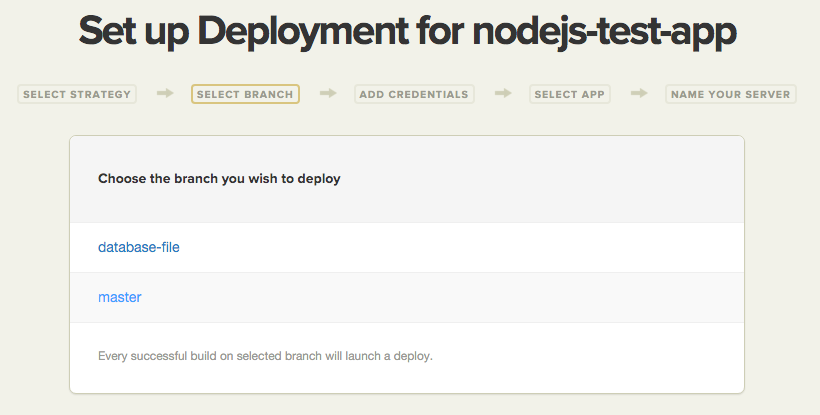 Set up Deployment for nodejs-test-app
SELECT STRATEGY SELECT BRANCH ADD CREDENTIALS SELECT APP NAME YOUR SERVER
Choose the branch you wish to deploy
database-file
master
Every successful build on selected branch will launch a deploy.